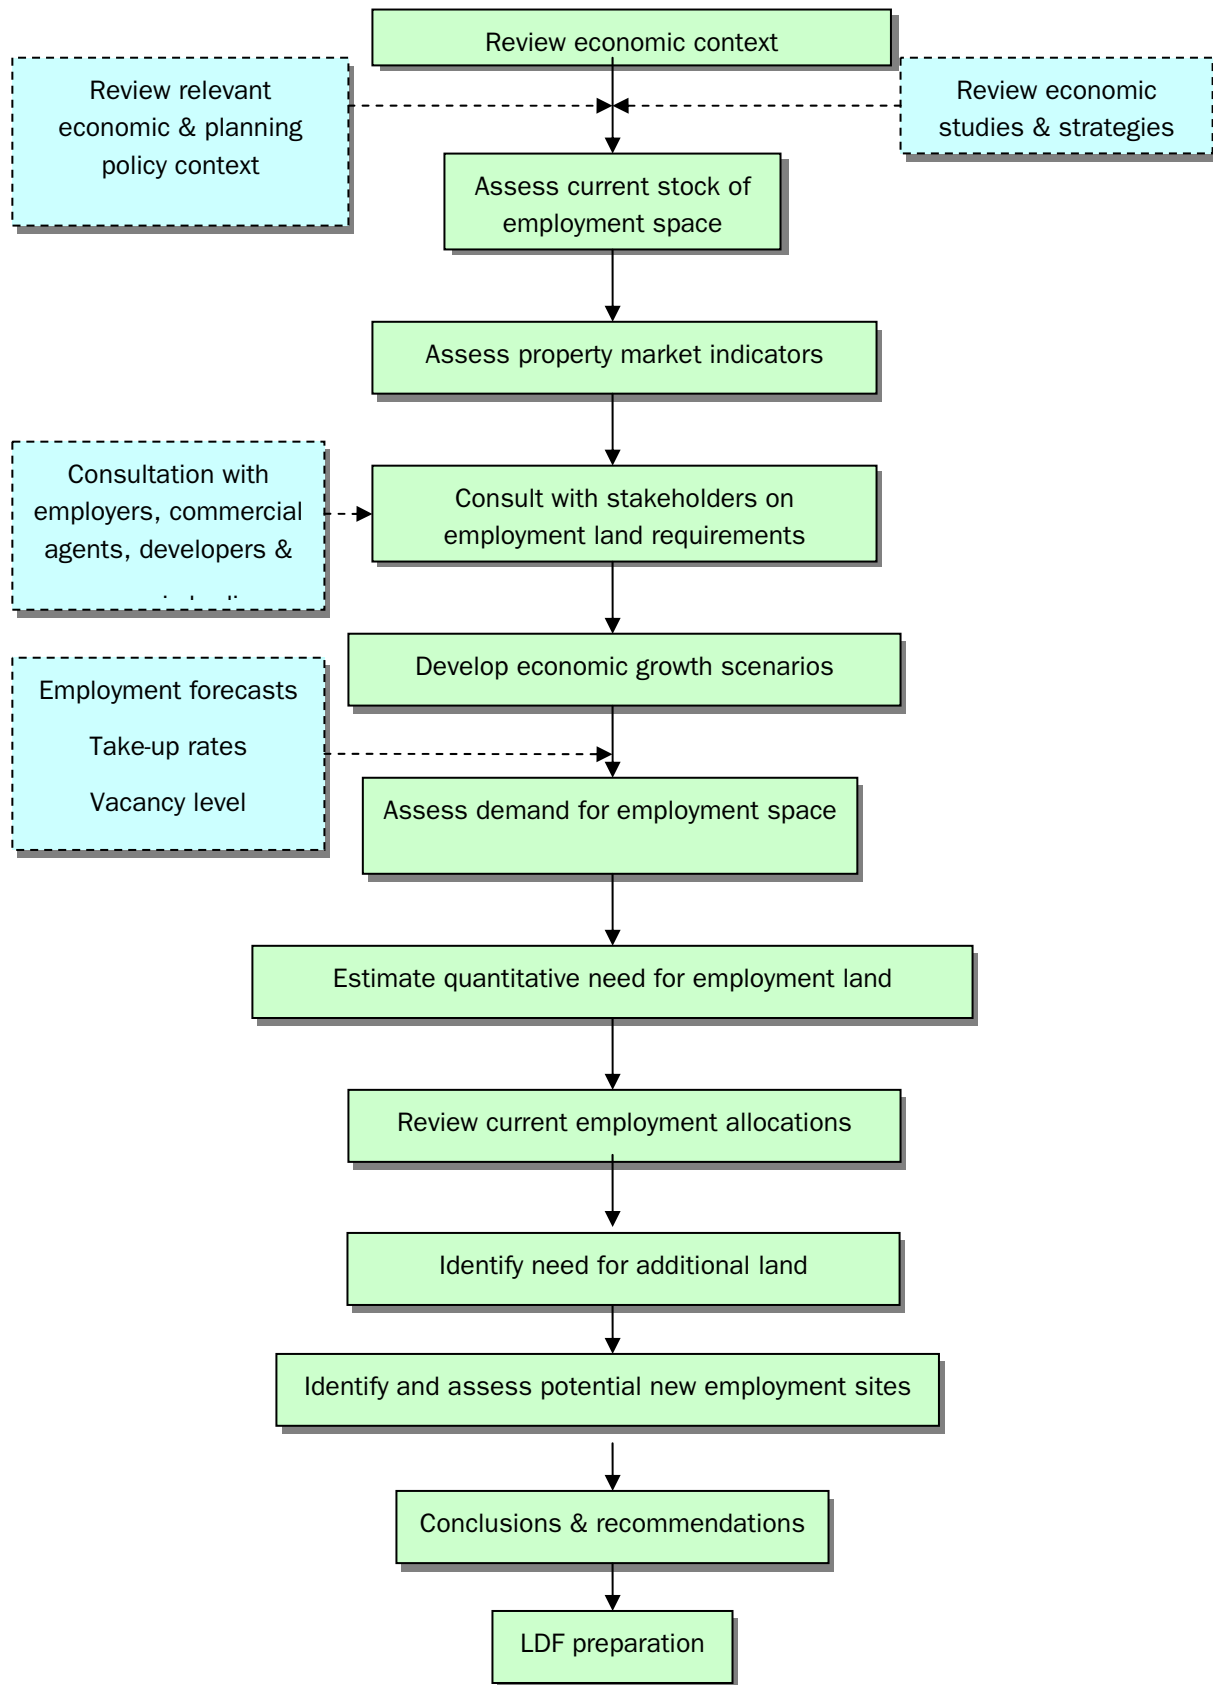 Review economic context
Review relevant
economic & planning
policy context
Review economic
studies & strategies
Assess current stock of
employment space
Assess property market indicators
Consultation with
employers, commercial
agents, developers &
Consult with stakeholders on
employment land requirements
Develop economic growth scenarios
Employment forecasts
Take-up rates
Vacancy level
Assess demand for employment space
Estimate quantitative need for employment land
Review current employment allocations
Identify need for additional land
Identify and assess potential new employment sites
Conclusions & recommendations
LDF preparation